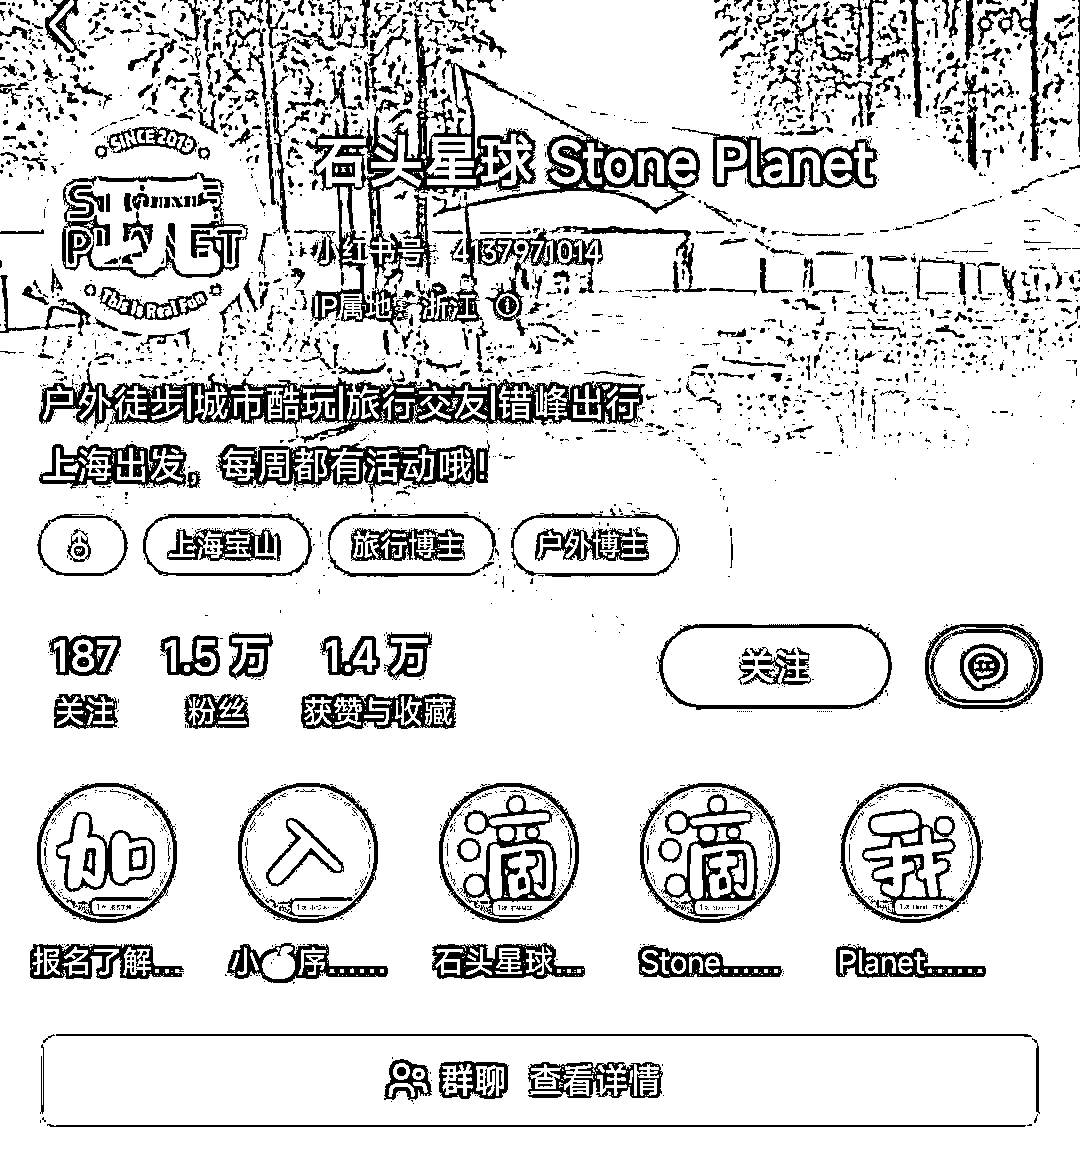 SINCE 2019
STONE
玩
PLANET
This Is Real Fun
石头星球 Stone Planet
小红书号：4137971014
IP属地：浙江
户外徒步|城市酷玩|旅行交友|错峰出行
上海出发，每周都有活动哦！
上海宝山 旅行博主 户外博主
187 1.5万 1.4万
关注 粉丝 获赞与收藏
关注
加 入 滴 滴 我
报名了解... 小🍎序...... 石头星球... Stone...... Planet......
群聊 查看详情